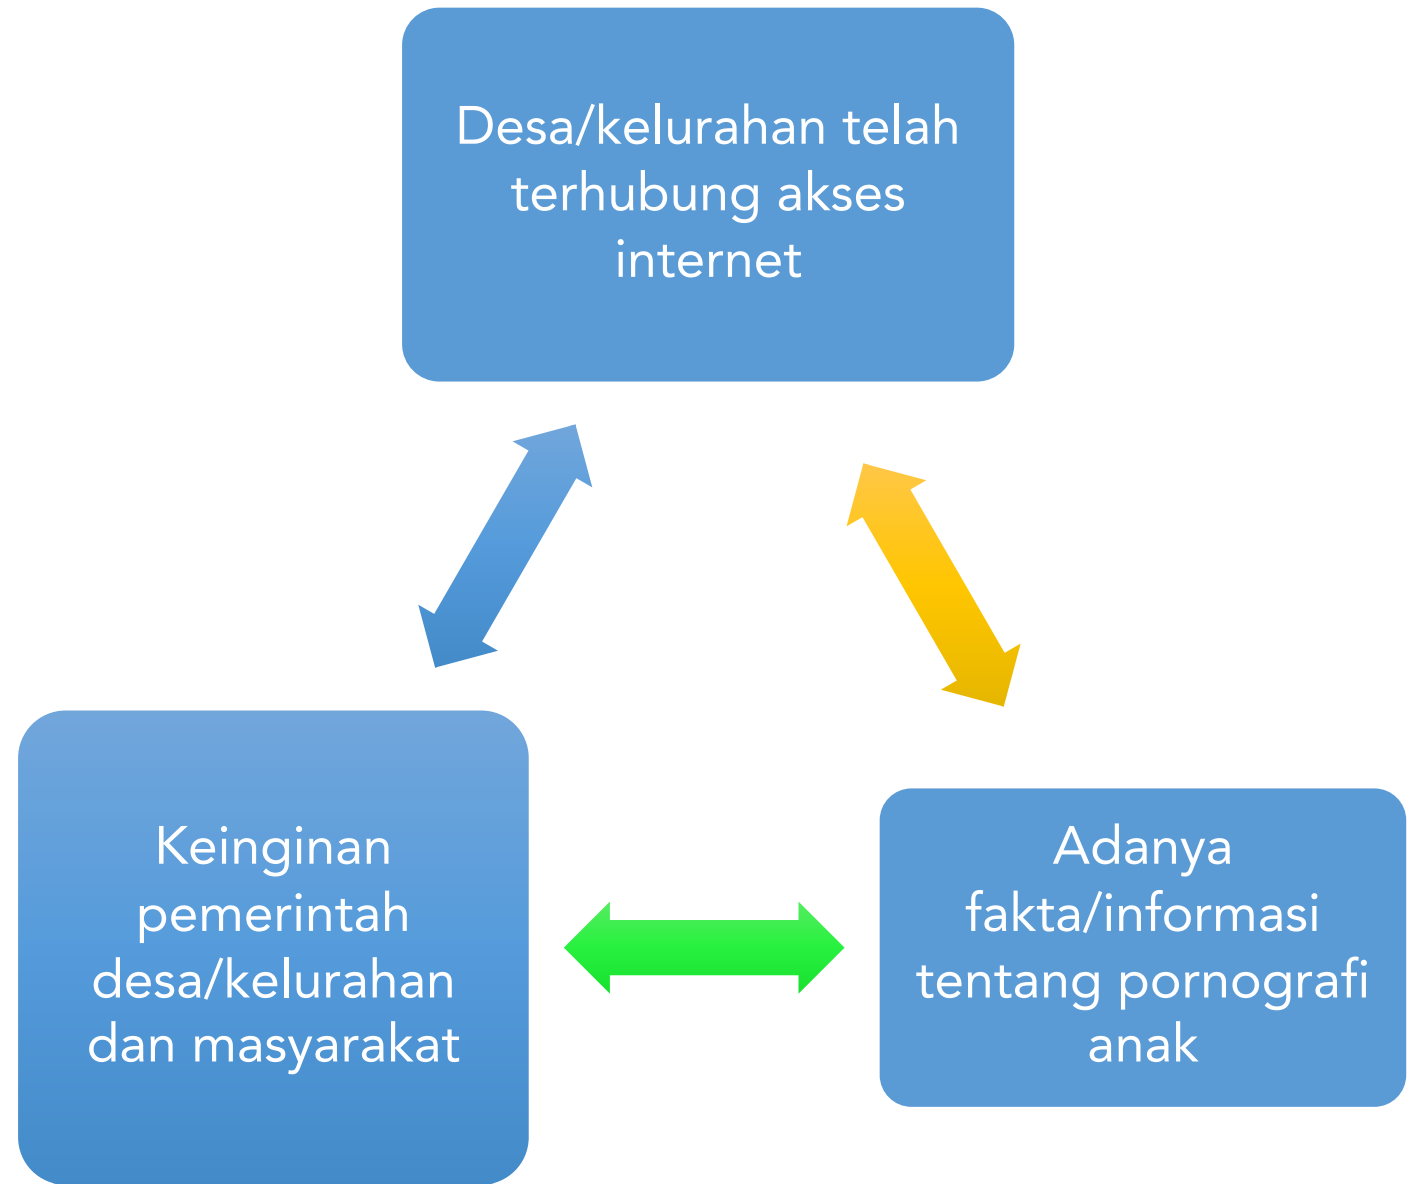 Desa/kelurahan telah
terhubung akses
internet
Keinginan
pemerintah
desa/kelurahan
dan masyarakat
Adanya
fakta/informasi
tentang pornografi
anak